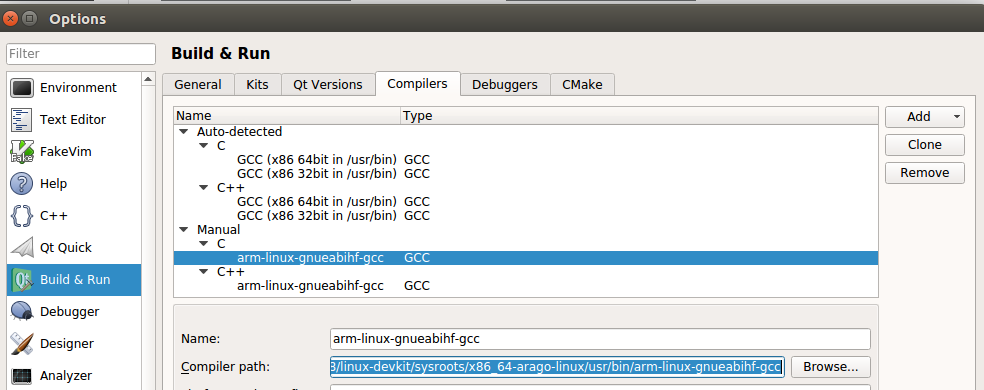 Options
Filter
Environment
Text Editor
FakeVim
Help
C++
Qt Quick
Build & Run
Debugger
Designer
Analyzer
Build & Run
General Kits Qt Versions Compilers Debuggers CMake
Name Type
Auto-detected
C
GCC (x86 64bit in /usr/bin) GCC
GCC (x86 32bit in /usr/bin) GCC
C++
GCC (x86 64bit in /usr/bin) GCC
GCC (x86 32bit in /usr/bin) GCC
Manual
C
arm-linux-gnueabihf-gcc GCC
C++
arm-linux-gnueabihf-gcc GCC
Add
Clone
Remove
Name: arm-linux-gnueabihf-gcc
Compiler path: 3/linux-devkit/sysroots/x86_64-arago-linux/usr/bin/arm-linux-gnueabihf-gcc Browse...